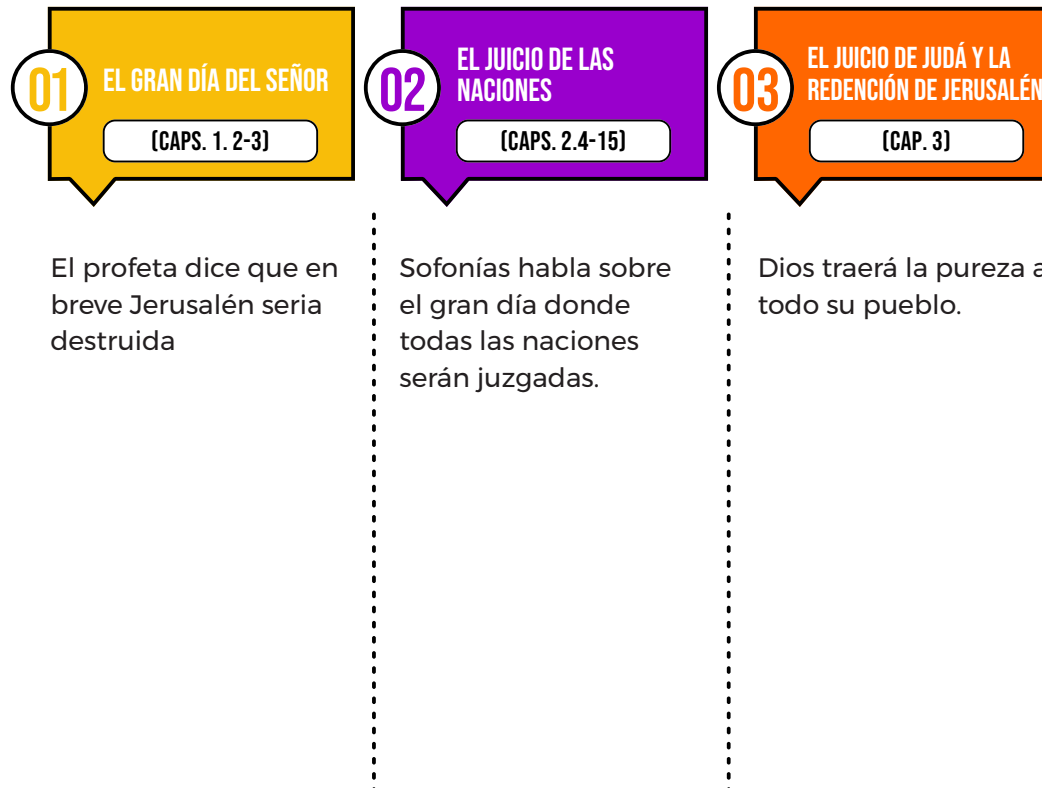 01
EL GRAN DÍA DEL SEÑOR
(CAPS. 1. 2-3)
El profeta dice que en
breve Jerusalén seria
destruida
02
EL JUICIO DE LAS
NACIONES
(CAPS. 2.4-15)
Sofonías habla sobre
el gran día donde
todas las naciones
serán juzgadas.
03
EL JUICIO DE JUDÁ Y LA
REDENCIÓN DE JERUSALÉN
(CAP. 3)
Dios traerá la pureza a
todo su pueblo.